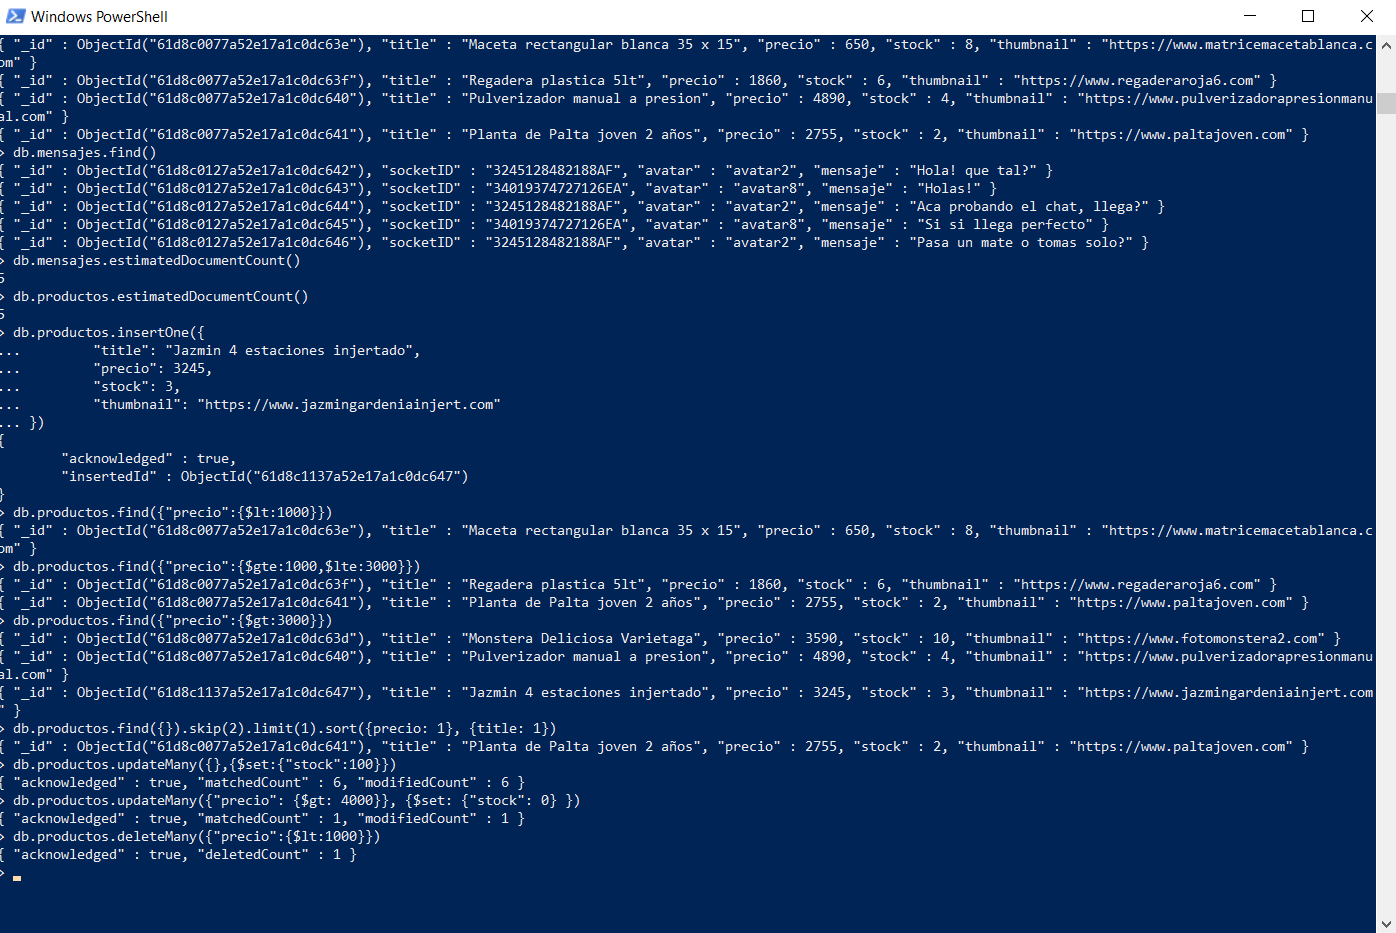 Windows PowerShell
{ "_id" : ObjectId("61d8c0077a52e17a1c0dc63e"), "title" : "Maceta rectangular blanca 35 x 15", "precio" : 650, "stock" : 8, "thumbnail" : "https://www.matricemacetablanca.c
om" }
{ "_id" : ObjectId("61d8c0077a52e17a1c0dc63f"), "title" : "Regadera plastica 5lt", "precio" : 1860, "stock" : 6, "thumbnail" : "https://www.regaderaroja6.com" }
{ "_id" : ObjectId("61d8c0077a52e17a1c0dc640"), "title" : "Pulverizador manual a presion", "precio" : 4890, "stock" : 4, "thumbnail" : "https://www.pulverizadorapresionmanu
al.com" }
{ "_id" : ObjectId("61d8c0077a52e17a1c0dc641"), "title" : "Planta de Palta joven 2 años", "precio" : 2755, "stock" : 2, "thumbnail" : "https://www.paltajoven.com" }
> db.mensajes.find()
{ "_id" : ObjectId("61d8c0127a52e17a1c0dc642"), "socketID" : "3245128482188AF", "avatar" : "avatar2", "mensaje" : "Hola! que tal?" }
{ "_id" : ObjectId("61d8c0127a52e17a1c0dc643"), "socketID" : "34019374727126EA", "avatar" : "avatar8", "mensaje" : "Holas!" }
{ "_id" : ObjectId("61d8c0127a52e17a1c0dc644"), "socketID" : "3245128482188AF", "avatar" : "avatar2", "mensaje" : "Aca probando el chat, llega?" }
{ "_id" : ObjectId("61d8c0127a52e17a1c0dc645"), "socketID" : "34019374727126EA", "avatar" : "avatar8", "mensaje" : "Si si llega perfecto" }
{ "_id" : ObjectId("61d8c0127a52e17a1c0dc646"), "socketID" : "3245128482188AF", "avatar" : "avatar2", "mensaje" : "Pasa un mate o tomas solo?" }
> db.mensajes.estimatedDocumentCount()
5
> db.productos.estimatedDocumentCount()
5
> db.productos.insertOne({
...         "title": "Jazmin 4 estaciones injertado",
...         "precio": 3245,
...         "stock": 3,
...         "thumbnail": "https://www.jazmingardeniainjert.com"
... })
{
        "acknowledged" : true,
        "insertedId" : ObjectId("61d8c1137a52e17a1c0dc647")
}
> db.productos.find({"precio":{$lt:1000}})
{ "_id" : ObjectId("61d8c0077a52e17a1c0dc63e"), "title" : "Maceta rectangular blanca 35 x 15", "precio" : 650, "stock" : 8, "thumbnail" : "https://www.matricemacetablanca.c
om" }
> db.productos.find({"precio":{$gte:1000,$lte:3000}})
{ "_id" : ObjectId("61d8c0077a52e17a1c0dc63f"), "title" : "Regadera plastica 5lt", "precio" : 1860, "stock" : 6, "thumbnail" : "https://www.regaderaroja6.com" }
{ "_id" : ObjectId("61d8c0077a52e17a1c0dc641"), "title" : "Planta de Palta joven 2 años", "precio" : 2755, "stock" : 2, "thumbnail" : "https://www.paltajoven.com" }
> db.productos.find({"precio":{$gt:3000}})
{ "_id" : ObjectId("61d8c0077a52e17a1c0dc63d"), "title" : "Monstera Deliciosa Varietaga", "precio" : 3590, "stock" : 10, "thumbnail" : "https://www.fotomonstera2.com" }
{ "_id" : ObjectId("61d8c0077a52e17a1c0dc640"), "title" : "Pulverizador manual a presion", "precio" : 4890, "stock" : 4, "thumbnail" : "https://www.pulverizadorapresionmanu
al.com" }
{ "_id" : ObjectId("61d8c1137a52e17a1c0dc647"), "title" : "Jazmin 4 estaciones injertado", "precio" : 3245, "stock" : 3, "thumbnail" : "https://www.jazmingardeniainjert.com
" }
> db.productos.find({}).skip(2).limit(1).sort({precio: 1}, {title: 1})
{ "_id" : ObjectId("61d8c0077a52e17a1c0dc641"), "title" : "Planta de Palta joven 2 años", "precio" : 2755, "stock" : 2, "thumbnail" : "https://www.paltajoven.com" }
> db.productos.updateMany({},{$set:{"stock":100}})
{ "acknowledged" : true, "matchedCount" : 6, "modifiedCount" : 6 }
> db.productos.updateMany({"precio": {$gt: 4000}}, {$set: {"stock": 0} })
{ "acknowledged" : true, "matchedCount" : 1, "modifiedCount" : 1 }
> db.productos.deleteMany({"precio":{$lt:1000}})
{ "acknowledged" : true, "deletedCount" : 1 }
>